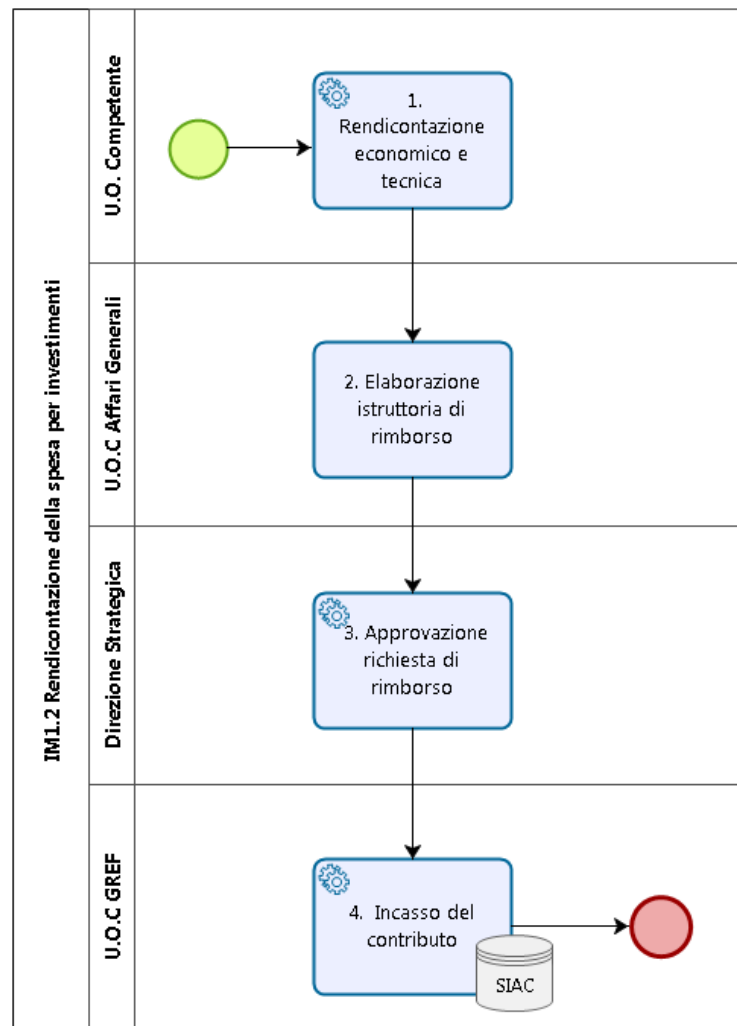 IM1.2 Rendicontazione della spesa per investimenti
U.O. Competente
1.
Rendicontazione
economico e
tecnica
U.O.C Affari Generali
2. Elaborazione
istruttoria di
rimborso
Direzione Strategica
3. Approvazione
richiesta di
rimborso
U.O.C GREF
4. Incasso del
contributo
SIAC